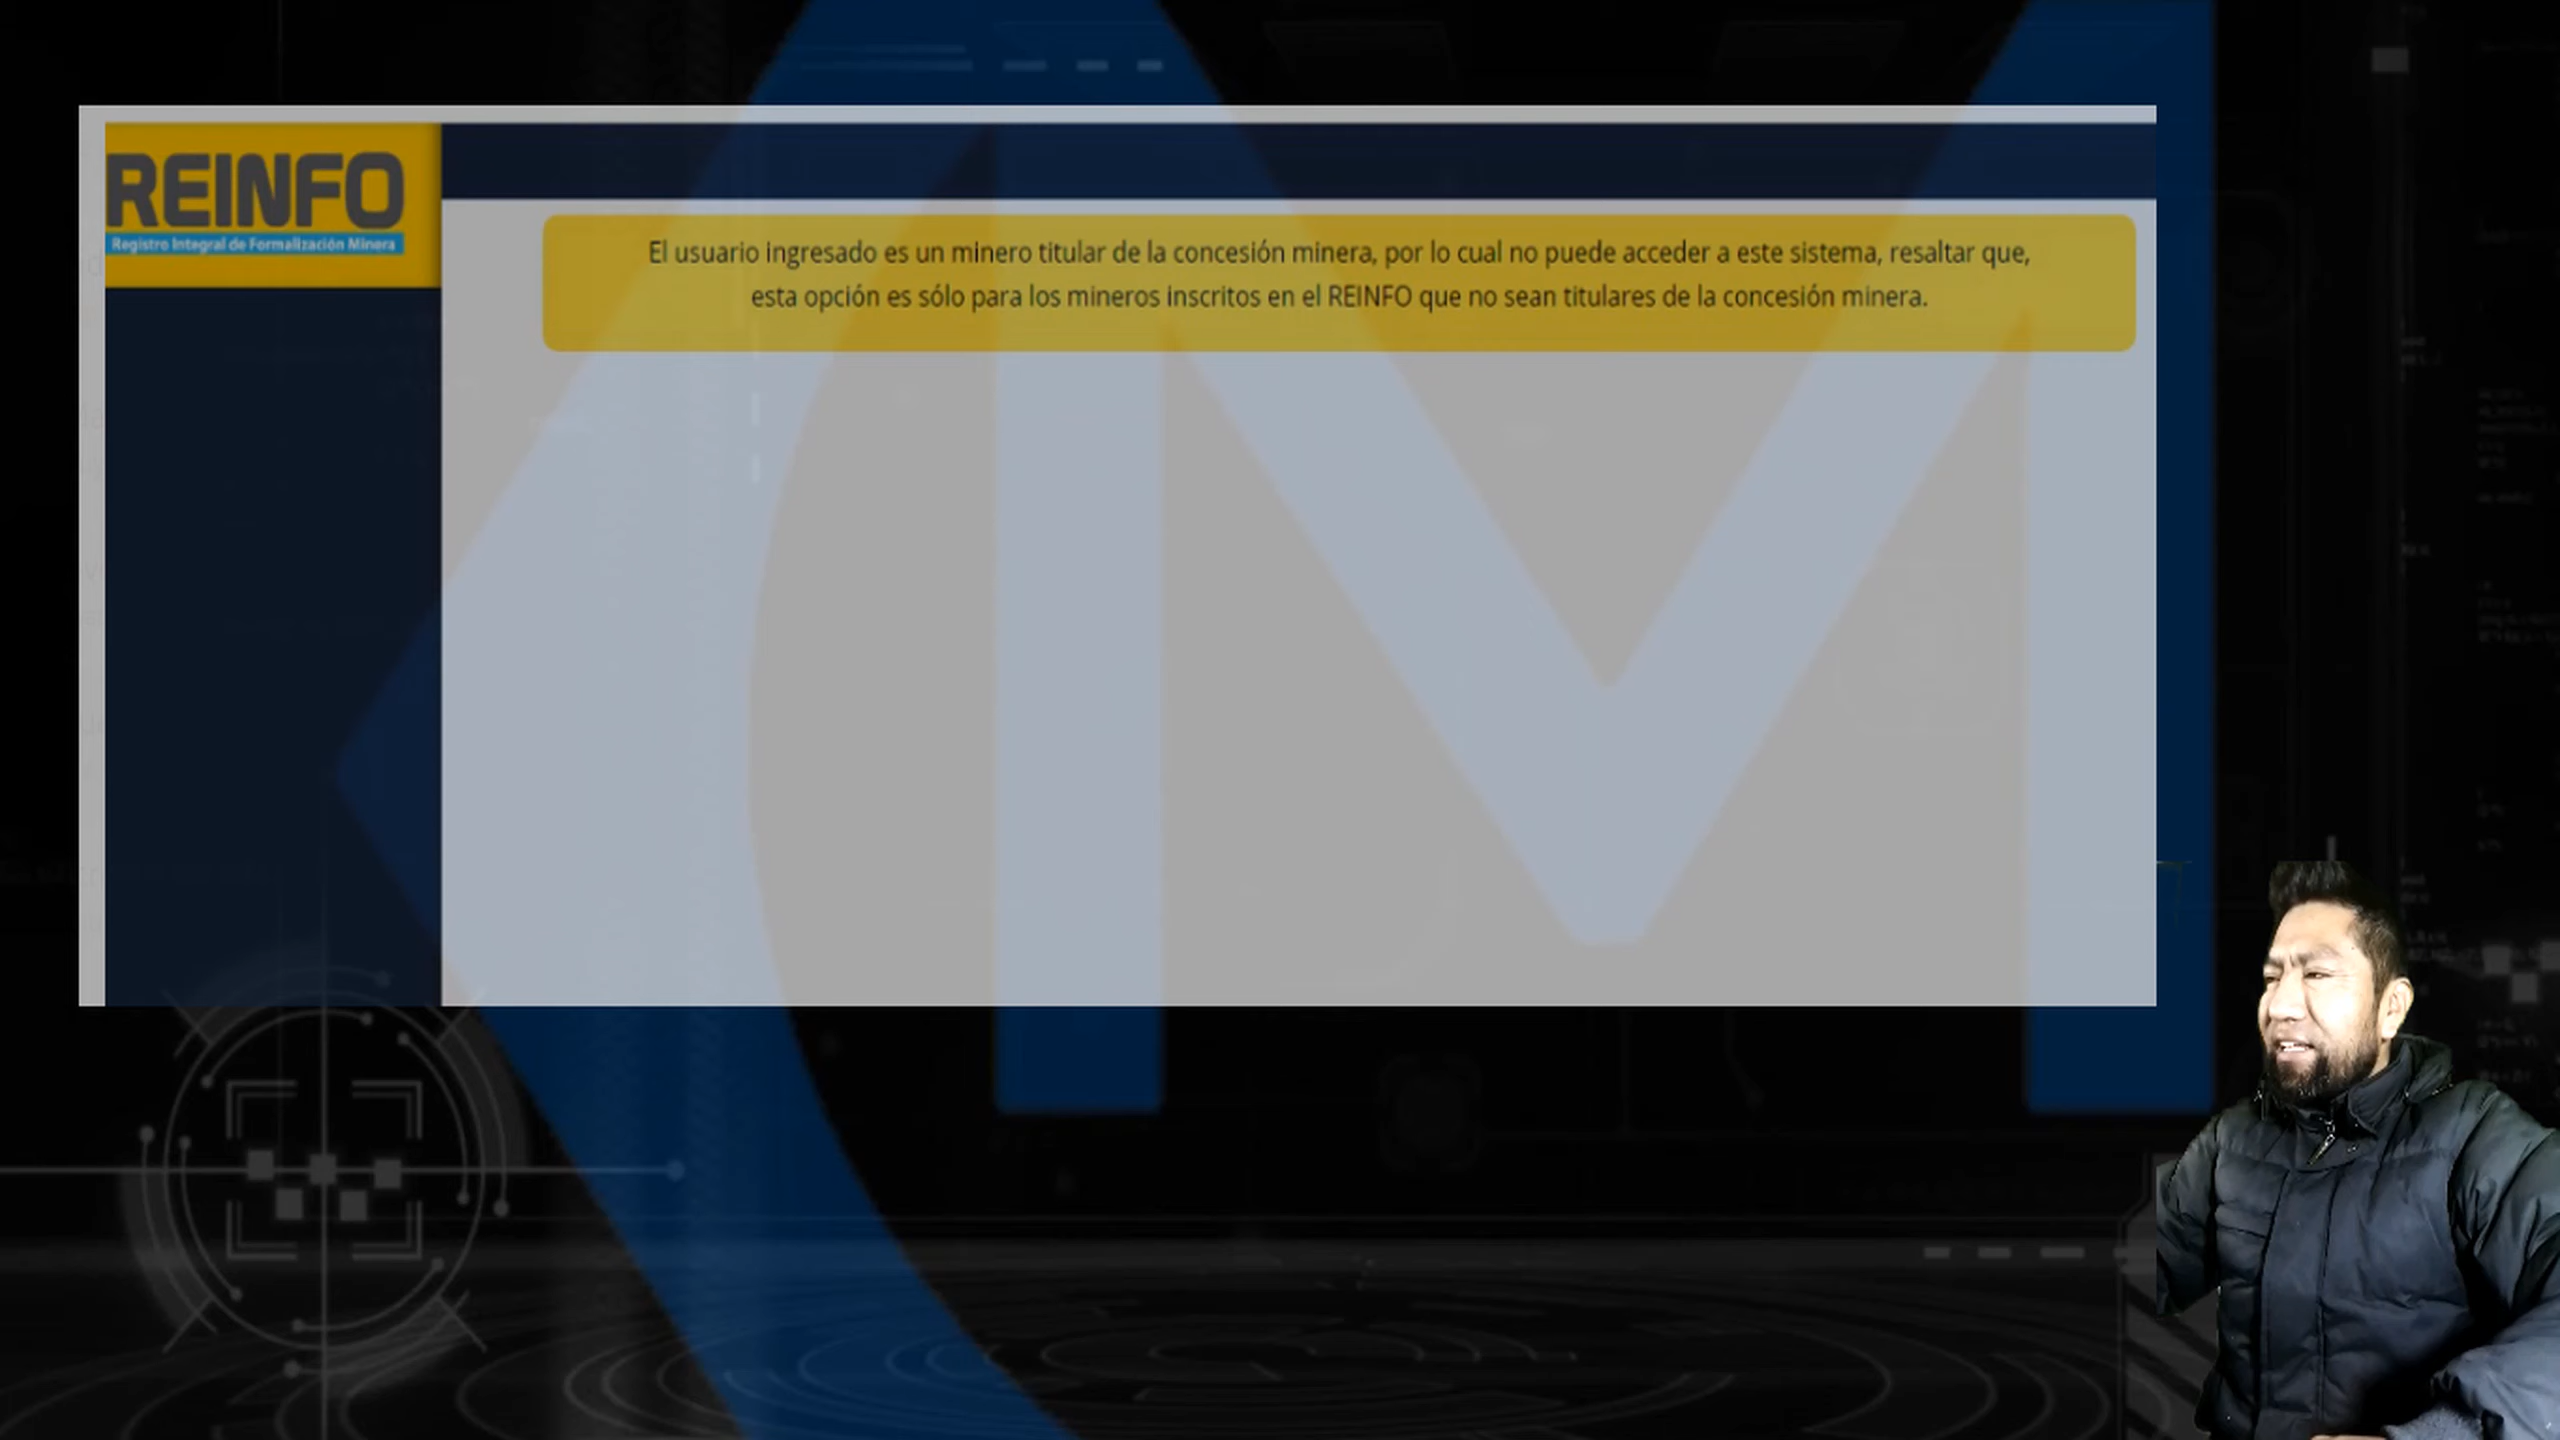 REINFO
Registro Integral de Formalización Minera
El usuario ingresado es un minero titular de la concesión minera, por lo cual no puede acceder a este sistema, resaltar que,
esta opción es sólo para los mineros inscritos en el REINFO que no sean titulares de la concesión minera.